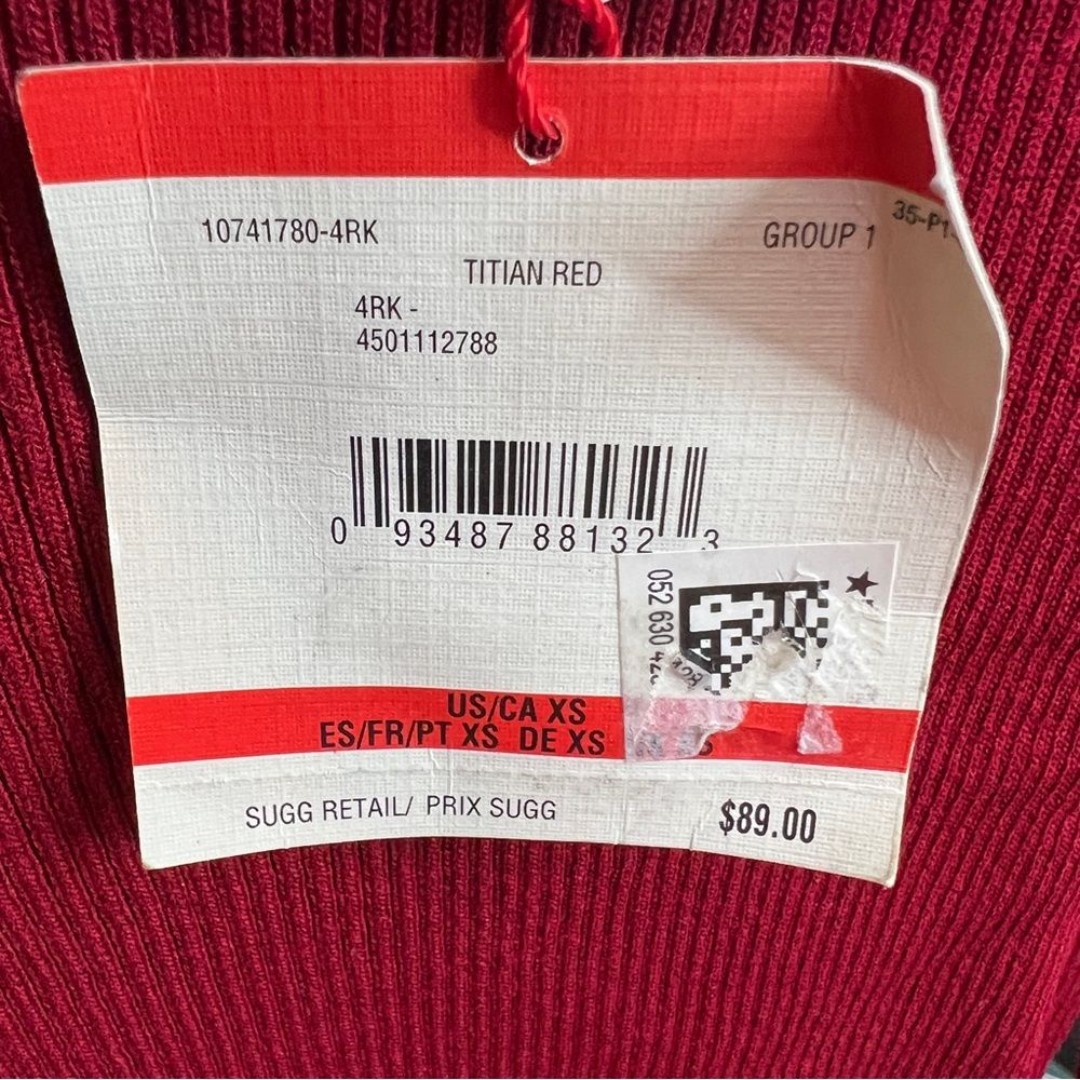 10741780-4RK
GROUP 1
35-P1
TITIAN RED
4RK -
4501112788
0 93487 88132 3
052 630
US/CA XS
ES/FR/PT XS DE XS
SUGG RETAIL/ PRIX SUGG
$89.00